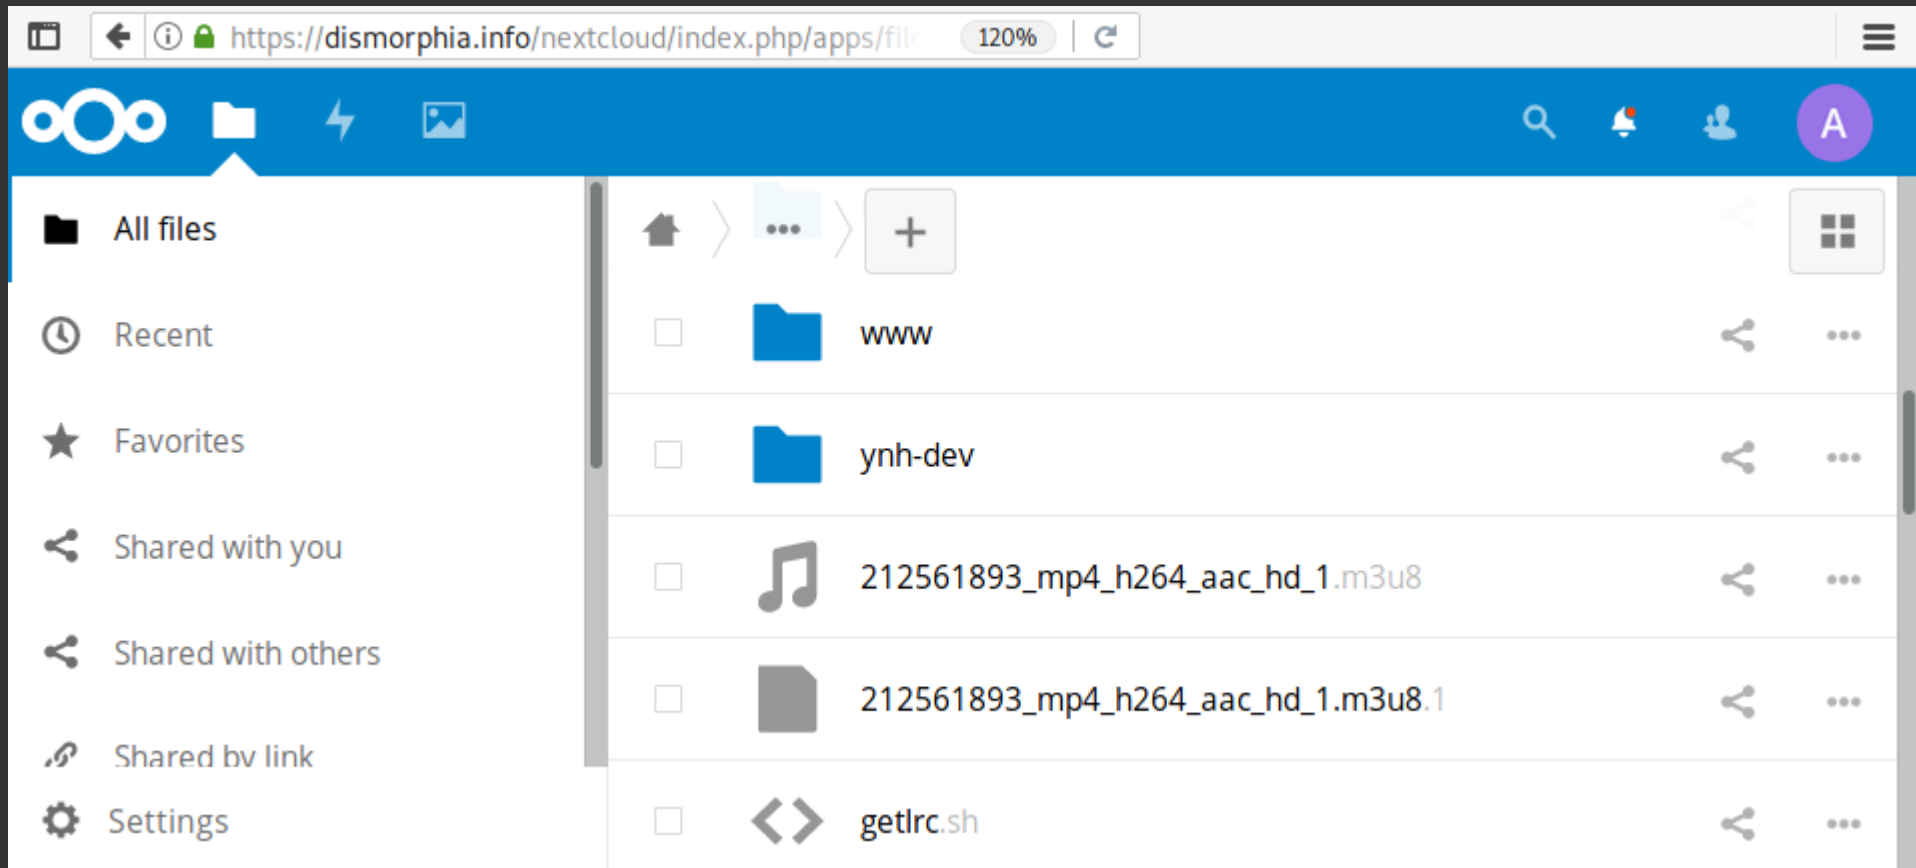 https://dismorphia.info/nextcloud/index.php/apps/fil 120%
A
All files
Recent
Favorites
Shared with you
Shared with others
Shared by link
Settings
www
ynh-dev
212561893_mp4_h264_aac_hd_1.m3u8
212561893_mp4_h264_aac_hd_1.m3u8.1
getlrc.sh